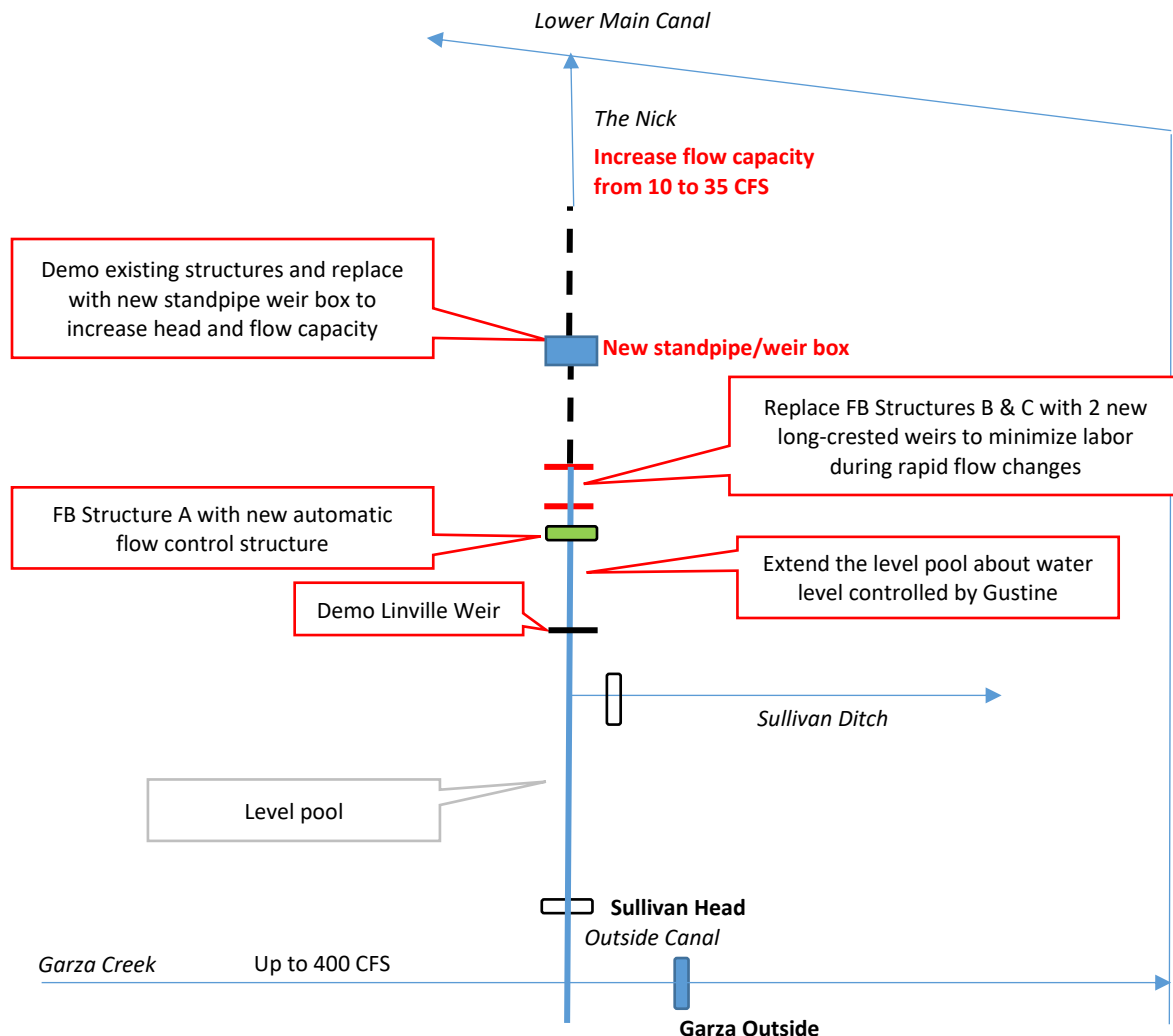 Lower Main Canal
The Nick
Increase flow capacity
from 10 to 35 CFS
Demo existing structures and replace
with new standpipe weir box to
increase head and flow capacity
New standpipe/weir box
Replace FB Structures B & C with 2 new
long-crested weirs to minimize labor
during rapid flow changes
FB Structure A with new automatic
flow control structure
Extend the level pool about water
level controlled by Gustine
Demo Linville Weir
Sullivan Ditch
Level pool
Sullivan Head
Outside Canal
Garza Creek
Up to 400 CFS
Garza Outside